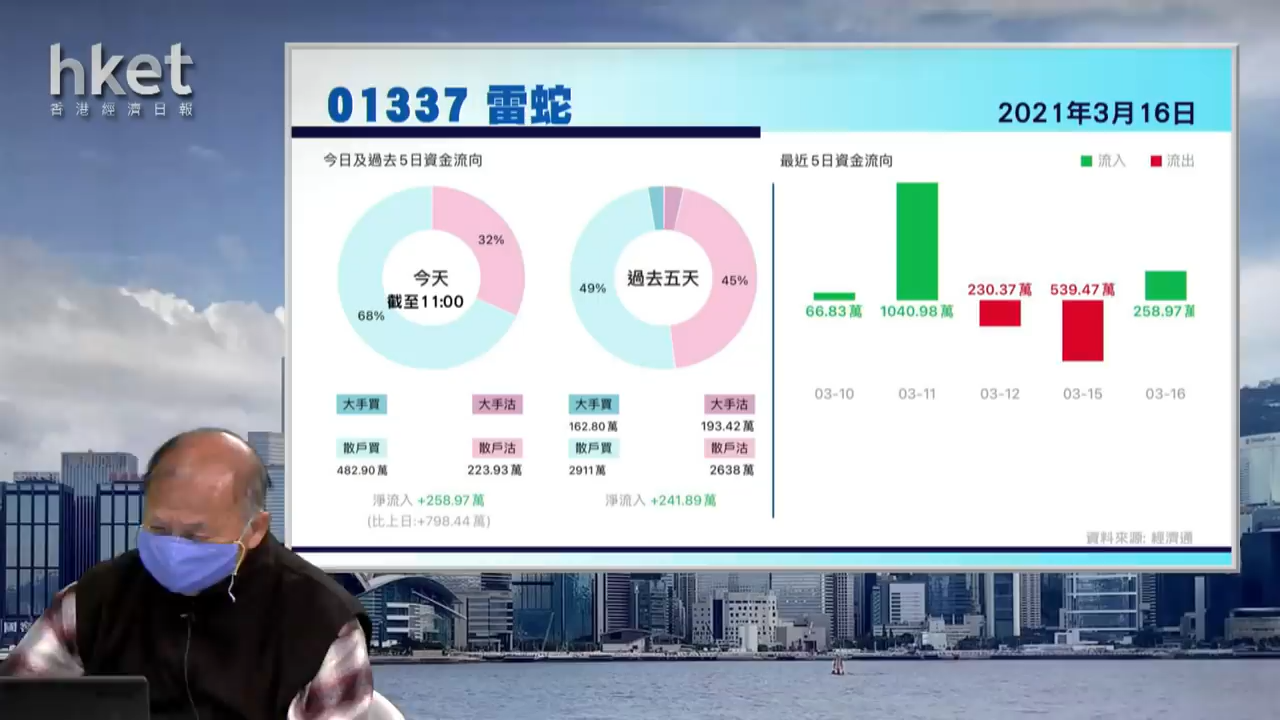 hket
香港經濟日報
01337 雷蛇
2021年3月16日
今日及過去5日資金流向
最近5日資金流向
流入
流出
32%
68%
今天
截至11:00
49%
45%
過去五天
66.83萬
1040.98萬
230.37萬
539.47萬
258.97萬
03-10
03-11
03-12
03-15
03-16
大手買
大手沽
大手買
大手沽
162.80萬
193.42萬
散戶買
散戶沽
散戶買
散戶沽
482.90萬
223.93萬
2911萬
2638萬
淨流入 +258.97萬
淨流入 +241.89萬
(比上日:+798.44萬)
資料來源: 經濟通